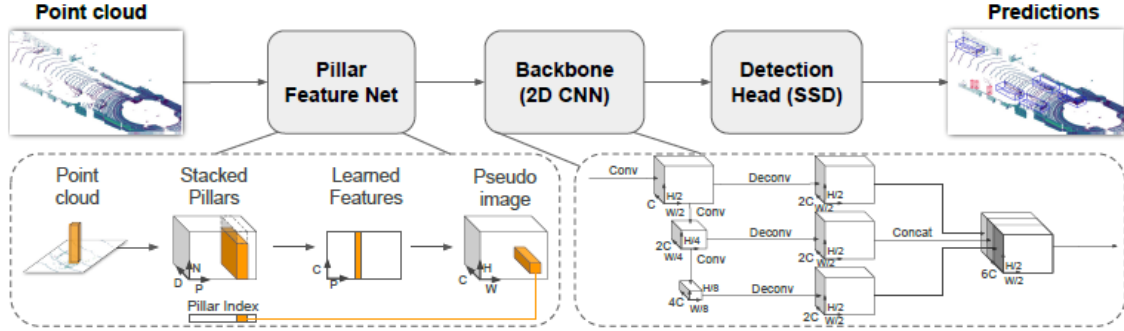 Point cloud
Predictions
Pillar
Feature Net
Backbone
(2D CNN)
Detection
Head (SSD)
Point
cloud
Stacked
Pillars
Learned
Features
Pseudo
image
D
N
P
C
P
C
H
W
Pillar Index
Conv
C
H/2
W/2
Conv
2C
H/4
W/4
Conv
4C
H/8
W/8
Deconv
2C
H/2
W/2
Deconv
2C
H/2
W/2
Deconv
2C
H/2
W/2
Concat
6C
H/2
W/2